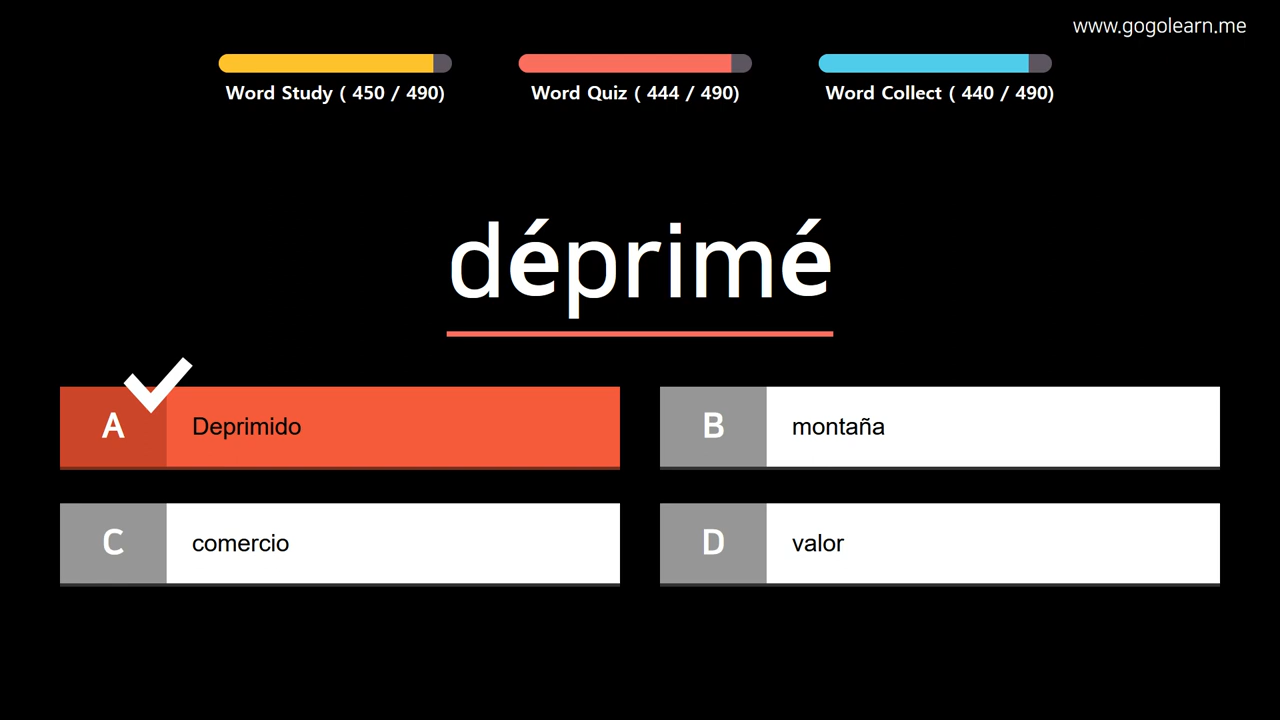 www.gogolearn.me
Word Study ( 450 / 490)
Word Quiz ( 444 / 490)
Word Collect ( 440 / 490)
déprimé
A Deprimido
B montaña
C comercio
D valor